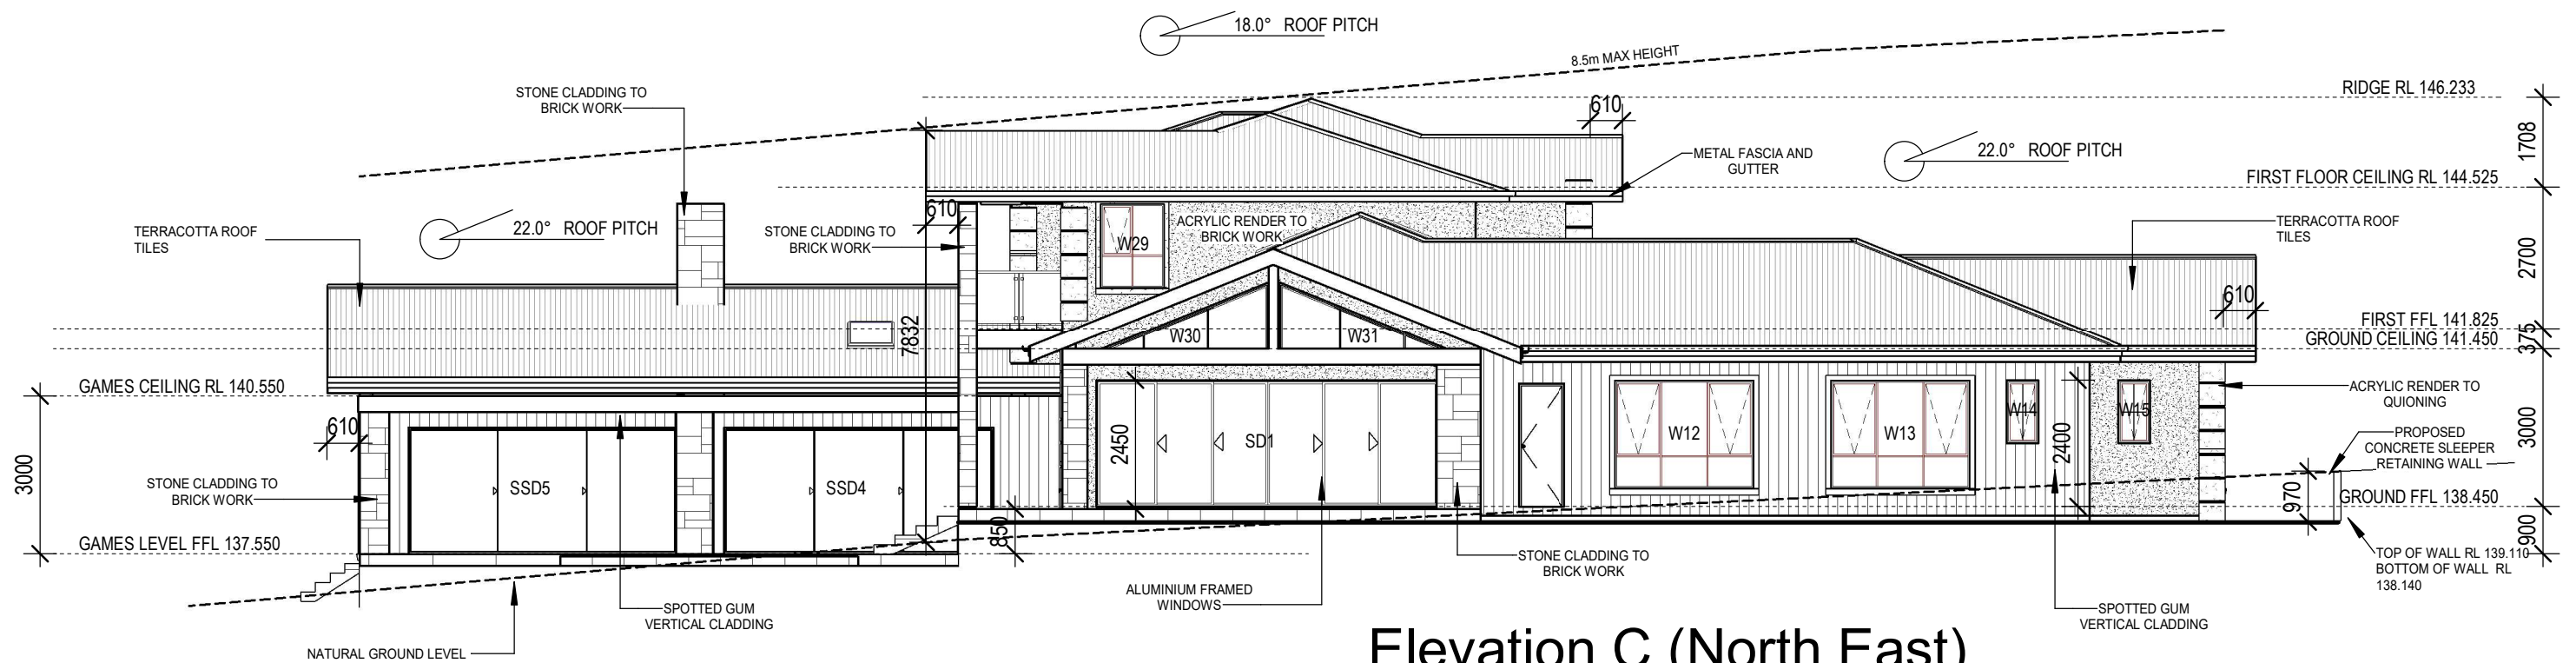 18.0° ROOF PITCH
8.5m MAX HEIGHT
RIDGE RL 146.233
STONE CLADDING TO
BRICK WORK
610
1708
METAL FASCIA AND
GUTTER
22.0° ROOF PITCH
FIRST FLOOR CEILING RL 144.525
TERRACOTTA ROOF
TILES
22.0° ROOF PITCH
STONE CLADDING TO
BRICK WORK
610
W29
ACRYLIC RENDER TO
BRICK WORK
TERRACOTTA ROOF
TILES
2700
610
7832
W30
W31
FIRST FFL 141.825
GROUND CEILING 141.450
375
GAMES CEILING RL 140.550
ACRYLIC RENDER TO
QUIONING
610
3000
STONE CLADDING TO
BRICK WORK
SSD5
SSD4
2450
SD1
W12
W13
W14
W15
2400
3000
PROPOSED
CONCRETE SLEEPER
RETAINING WALL
970
GROUND FFL 138.450
900
GAMES LEVEL FFL 137.550
850
STONE CLADDING TO
BRICK WORK
TOP OF WALL RL 139.110
BOTTOM OF WALL RL
138.140
ALUMINIUM FRAMED
WINDOWS
SPOTTED GUM
VERTICAL CLADDING
SPOTTED GUM
VERTICAL CLADDING
NATURAL GROUND LEVEL
Elevation C (North East)